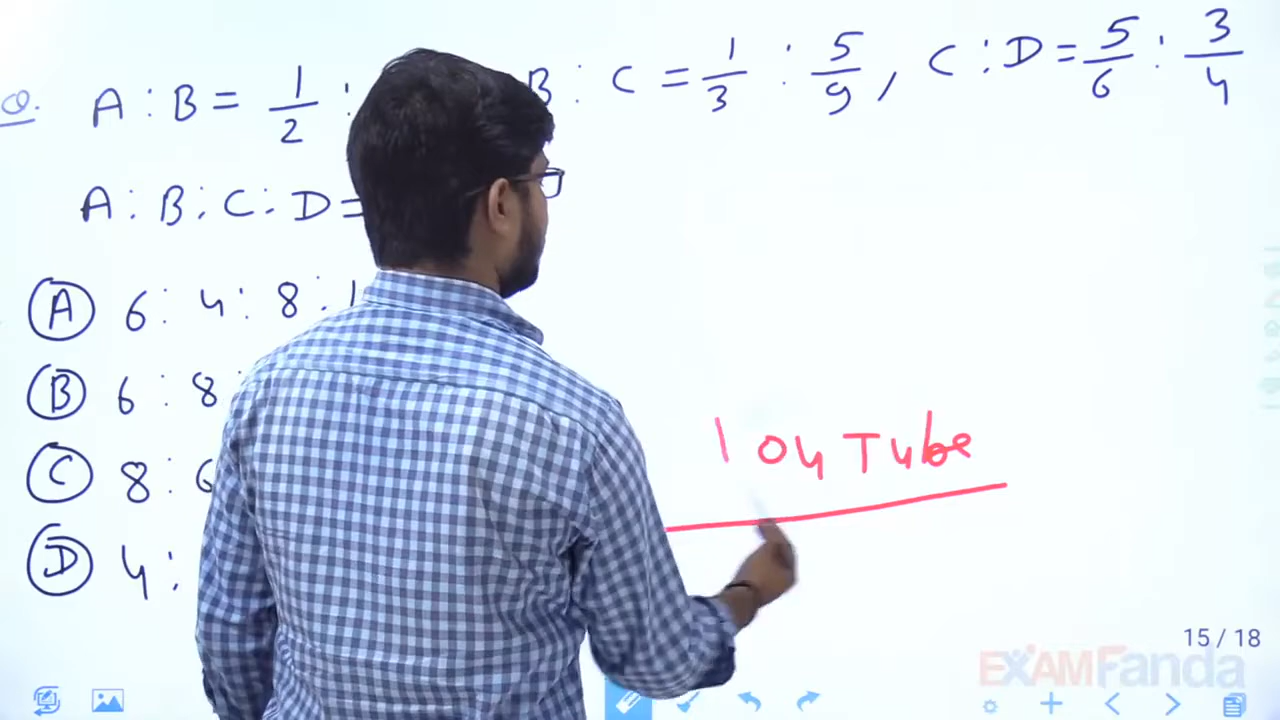 Q. A : B = 1/2 : B : C = 1/3 : 5/9, C : D = 5/6 : 3/4
A : B : C : D =
(A) 6 : 4 : 8 : 1
(B) 6 : 8
(C) 8 : 6
(D) 4 :
YouTube
15 / 18
EXAMFanda